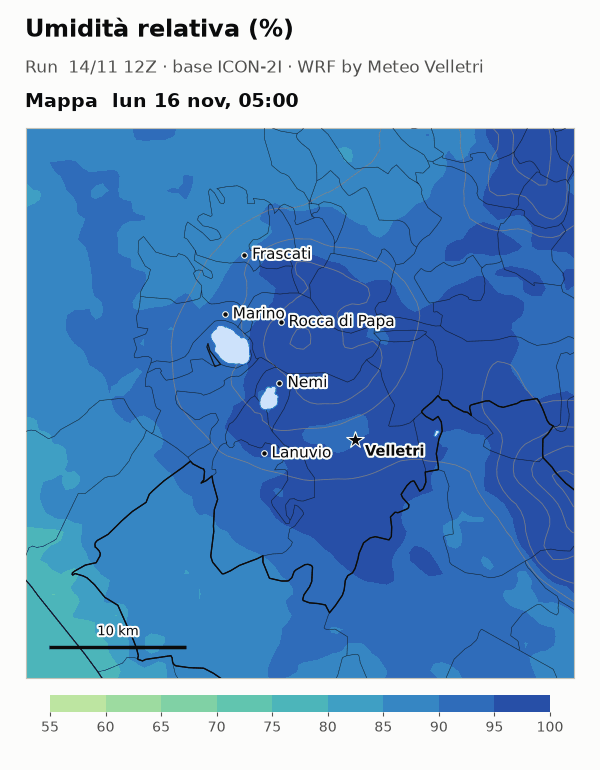 Umidità relativa (%)
Run  14/11 12Z · base ICON-2I · WRF by Meteo Velletri
Mappa  lun 16 nov, 05:00
Frascati
Marino
Rocca di Papa
Nemi
Velletri
Lanuvio
10 km
55 60 65 70 75 80 85 90 95 100